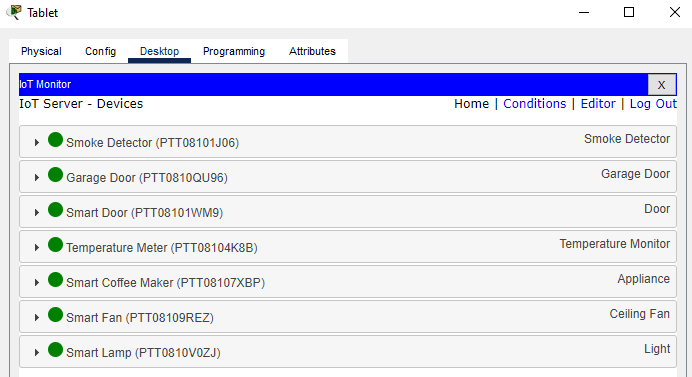 Tablet
Physical Config Desktop Programming Attributes
IoT Monitor X
IoT Server - Devices Home | Conditions | Editor | Log Out
Smoke Detector (PTT08101J06) Smoke Detector
Garage Door (PTT0810QU96) Garage Door
Smart Door (PTT08101WM9) Door
Temperature Meter (PTT08104K8B) Temperature Monitor
Smart Coffee Maker (PTT08107XBP) Appliance
Smart Fan (PTT08109REZ) Ceiling Fan
Smart Lamp (PTT0810V0ZJ) Light